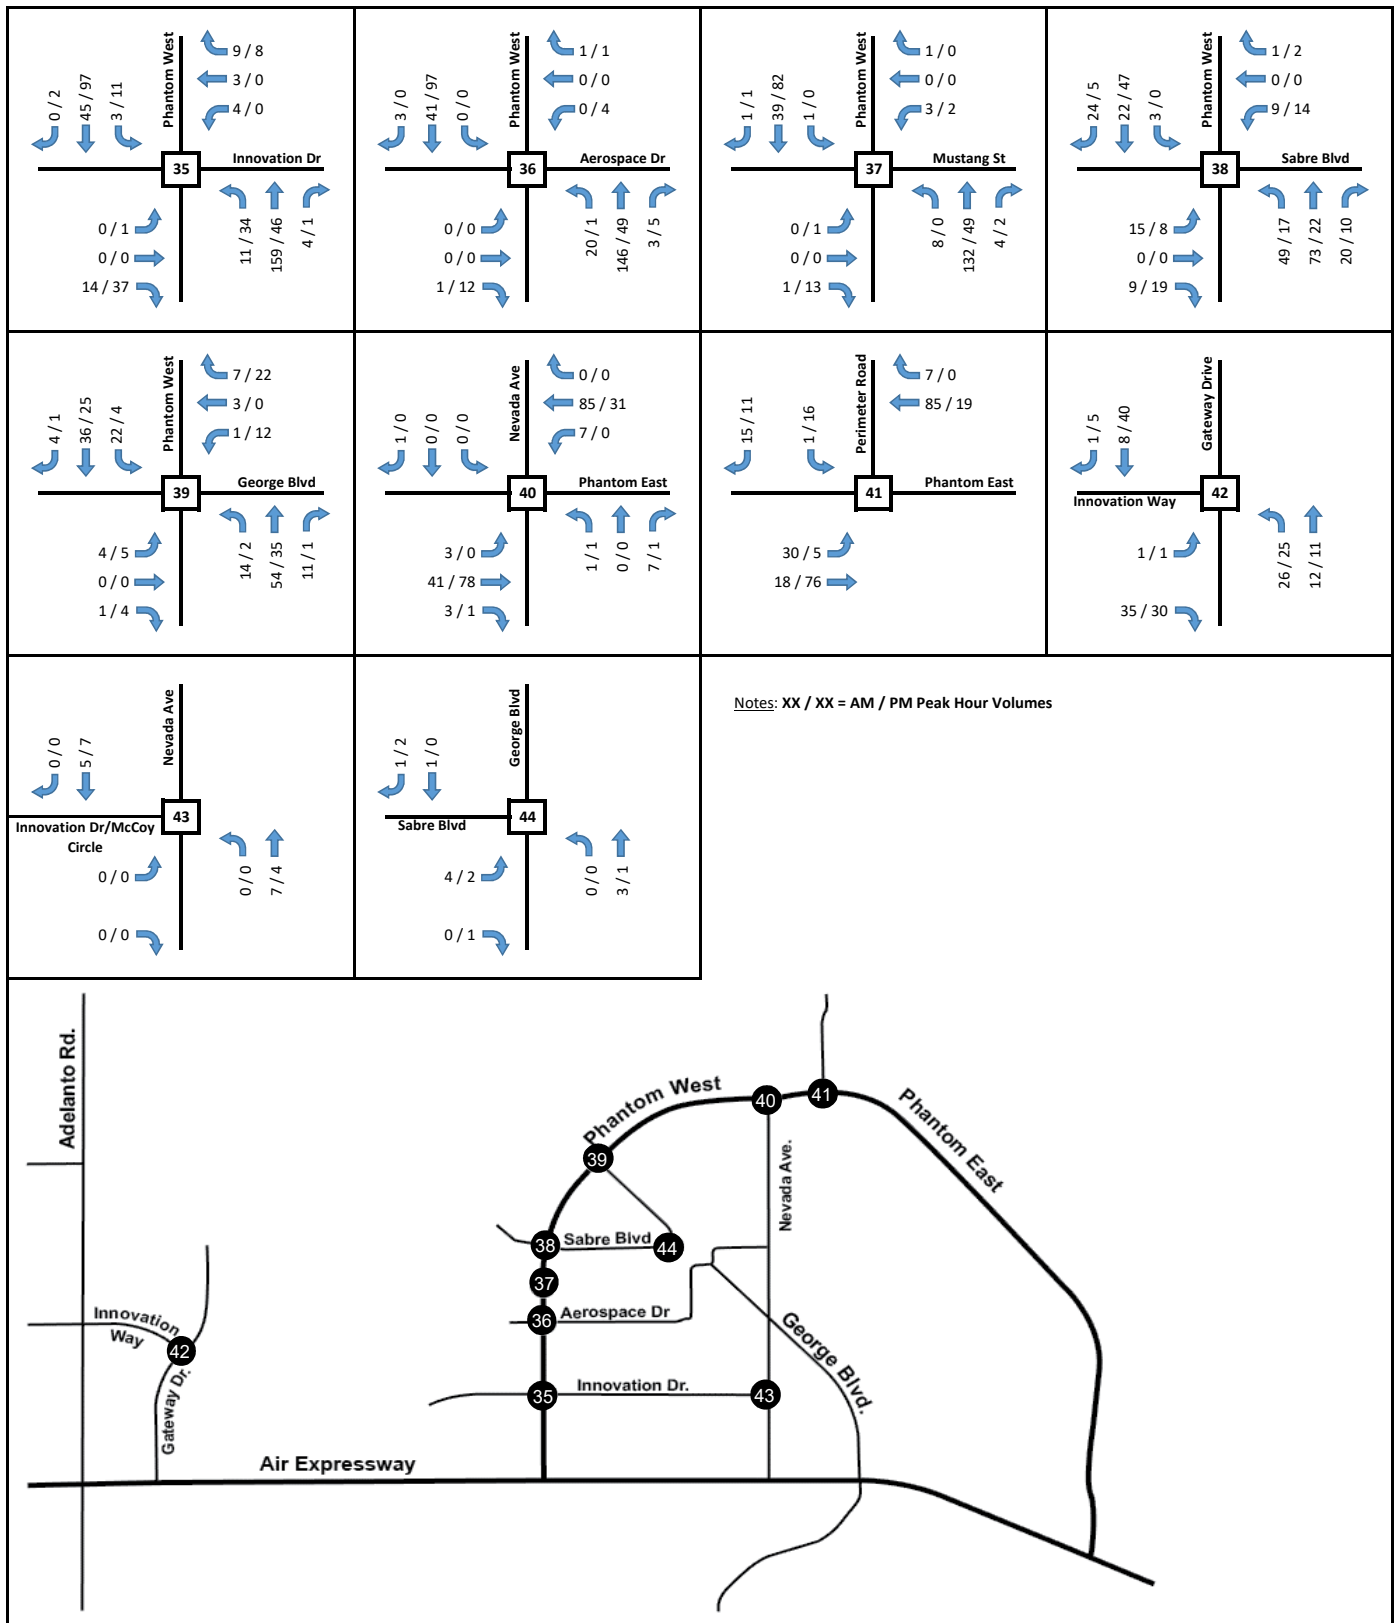 Phantom West
0 / 2
45 / 97
3 / 11
9 / 8
3 / 0
4 / 0
35
Innovation Dr
0 / 1
0 / 0
14 / 37
11 / 34
159 / 46
4 / 1
Phantom West
3 / 0
41 / 97
0 / 0
1 / 1
0 / 0
0 / 4
36
Aerospace Dr
0 / 0
0 / 0
1 / 12
20 / 1
146 / 49
3 / 5
Phantom West
1 / 1
39 / 82
1 / 0
1 / 0
0 / 0
3 / 2
37
Mustang St
0 / 1
0 / 0
1 / 13
8 / 0
132 / 49
4 / 2
Phantom West
24 / 5
22 / 47
3 / 0
1 / 2
0 / 0
9 / 14
38
Sabre Blvd
15 / 8
0 / 0
9 / 19
49 / 17
73 / 22
20 / 10
Phantom West
4 / 1
36 / 25
22 / 4
7 / 22
3 / 0
1 / 12
39
George Blvd
4 / 5
0 / 0
1 / 4
14 / 2
54 / 35
11 / 1
Nevada Ave
1 / 0
0 / 0
0 / 0
0 / 0
85 / 31
7 / 0
40
Phantom East
3 / 0
41 / 78
3 / 1
1 / 1
0 / 0
7 / 1
Perimeter Road
15 / 11
1 / 16
7 / 0
85 / 19
41
Phantom East
30 / 5
18 / 76
Gateway Drive
1 / 5
8 / 40
42
Innovation Way
1 / 1
35 / 30
26 / 25
12 / 11
Nevada Ave
0 / 0
5 / 7
43
Innovation Dr/McCoy
Circle
0 / 0
0 / 0
0 / 0
7 / 4
George Blvd
1 / 2
1 / 0
44
Sabre Blvd
4 / 2
0 / 1
0 / 0
3 / 1
Notes: XX / XX = AM / PM Peak Hour Volumes
Adelanto Rd.
Phantom West
40
41
Phantom East
39
Nevada Ave.
38
Sabre Blvd
44
37
36
Aerospace Dr
Innovation
Way
42
George Blvd.
Gateway Dr.
35
Innovation Dr.
43
Air Expressway